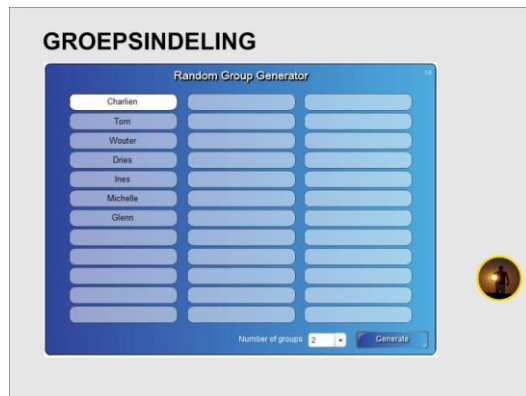 GROEPSINDELING
Random Group Generator
Charlien
Tom
Wouter
Dries
Ines
Michelle
Glenn
Number of groups 2 Generate